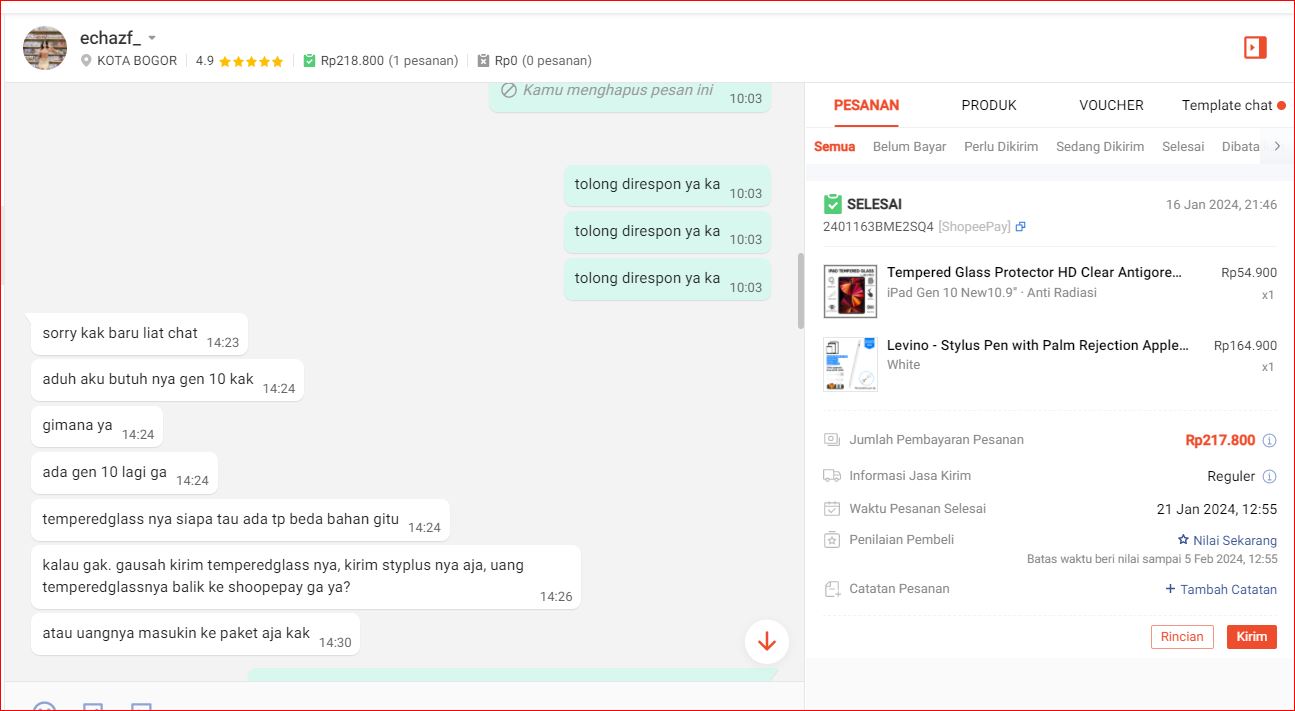 echazf_
KOTA BOGOR 4.9 Rp218.800 (1 pesanan) Rp0 (0 pesanan)
Kamu menghapus pesan ini 10:03
tolong direspon ya ka 10:03
tolong direspon ya ka 10:03
tolong direspon ya ka 10:03
sorry kak baru liat chat 14:23
aduh aku butuh nya gen 10 kak 14:24
gimana ya 14:24
ada gen 10 lagi ga 14:24
temperedglass nya siapa tau ada tp beda bahan gitu 14:24
kalau gak. gausah kirim temperedglass nya, kirim styplus nya aja, uang
temperedglassnya balik ke shoopepay ga ya? 14:26
atau uangnya masukin ke paket aja kak 14:30
PESANAN PRODUK VOUCHER Template chat
Semua Belum Bayar Perlu Dikirim Sedang Dikirim Selesai Dibata
SELESAI 16 Jan 2024, 21:46
2401163BME2SQ4 [ShopeePay]
Tempered Glass Protector HD Clear Antigore... Rp54.900
iPad Gen 10 New10.9" · Anti Radiasi x1
IPAD TEMPERED GLASS
Levino - Stylus Pen with Palm Rejection Apple... Rp164.900
White x1
Jumlah Pembayaran Pesanan Rp217.800
Informasi Jasa Kirim Reguler
Waktu Pesanan Selesai 21 Jan 2024, 12:55
Penilaian Pembeli Nilai Sekarang
Batas waktu beri nilai sampai 5 Feb 2024, 12:55
Catatan Pesanan + Tambah Catatan
Rincian Kirim